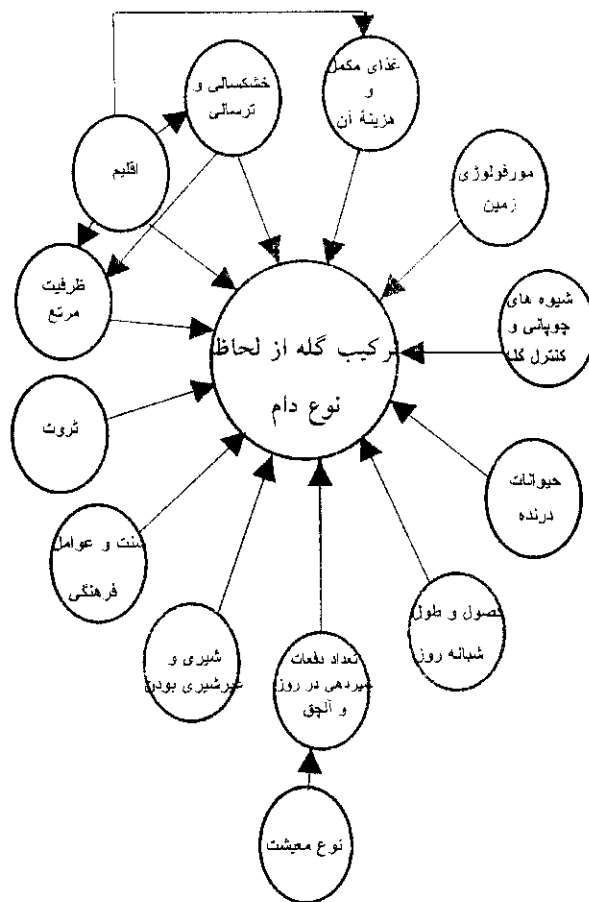 غذای مکمل
و
هزینهٔ آن
خشکسالی و
ترسالی
اقلیم
مورفولوژی
زمین
ظرفیت
مرتع
شیوه های
چوپانی و
کنترل گله
ترکیب گله از لحاظ
نوع دام
ثروت
حیوانات
درنده
سنت و عوامل
فرهنگی
فصول و طول
شبانه روز
شیری و
غیرشیری بودن
تعداد دفعات
شیردهی در روز
و آلچق
نوع معیشت